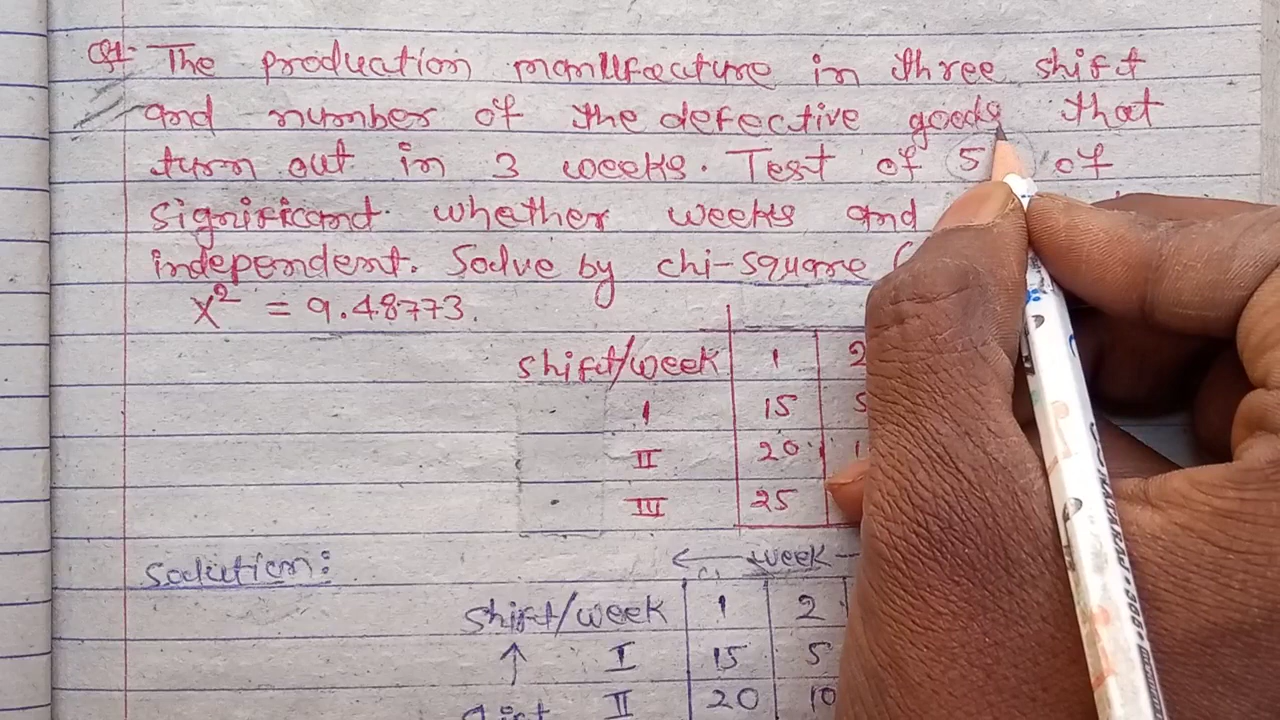 Q1- The production manufacture in three shift
and number of the defective goods that
turn out in 3 weeks. Test of 5 of
significant. whether weeks and
independent. Solve by chi-square (
X² = 9.48773.
shift/week 1 2
I 15 5
II 20 1
III 25
Solution:
← week
shift/week 1 2
↑ I 15 5
II 20 10